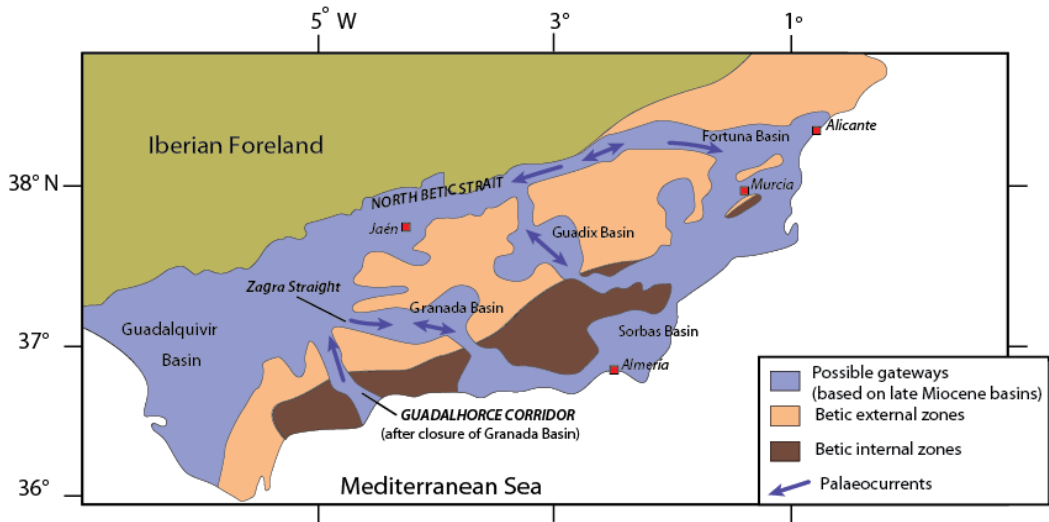 5° W
3°
1°
Iberian Foreland
Fortuna Basin
Alicante
38° N
NORTH BETIC STRAIT
Murcia
Jaén
Guadix Basin
Zagra Straight
Granada Basin
Guadalquivir
Basin
Sorbas Basin
37°
Almería
GUADALHORCE CORRIDOR
(after closure of Granada Basin)
Mediterranean Sea
36°
Possible gateways
(based on late Miocene basins)
Betic external zones
Betic internal zones
Palaeocurrents